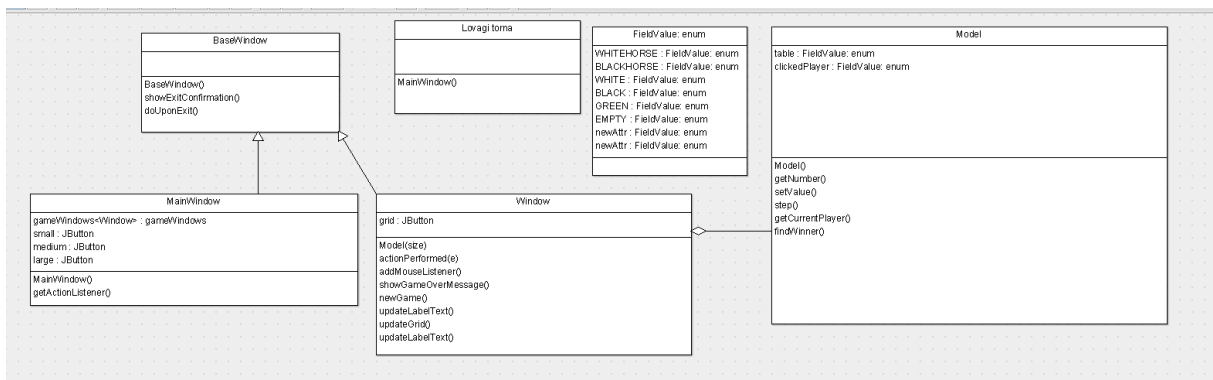 BaseWindow
BaseWindow()
showExitConfirmation()
doUponExit()
Lovagi torna
MainWindow()
FieldValue: enum
WHITEHORSE : FieldValue: enum
BLACKHORSE : FieldValue: enum
WHITE : FieldValue: enum
BLACK : FieldValue: enum
GREEN : FieldValue: enum
EMPTY : FieldValue: enum
newAttr : FieldValue: enum
newAttr : FieldValue: enum
Model
table : FieldValue: enum
clickedPlayer : FieldValue: enum
Model()
getNumber()
setValue()
step()
getCurrentPlayer()
findWinner()
MainWindow
gameWindows<Window> : gameWindows
small : JButton
medium : JButton
large : JButton
MainWindow()
getActionListener()
Window
grid : JButton
Model(size)
actionPerformed(e)
addMouseListener()
showGameOverMessage()
newGame()
updateLabelText()
updateGrid()
updateLabelText()